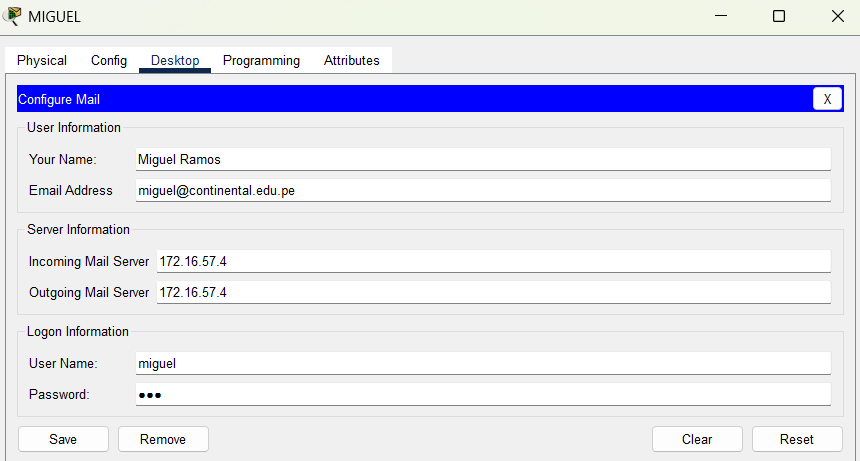 MIGUEL
Physical Config Desktop Programming Attributes
Configure Mail X
User Information
Your Name: Miguel Ramos
Email Address miguel@continental.edu.pe
Server Information
Incoming Mail Server 172.16.57.4
Outgoing Mail Server 172.16.57.4
Logon Information
User Name: miguel
Password: ●●●
Save Remove Clear Reset